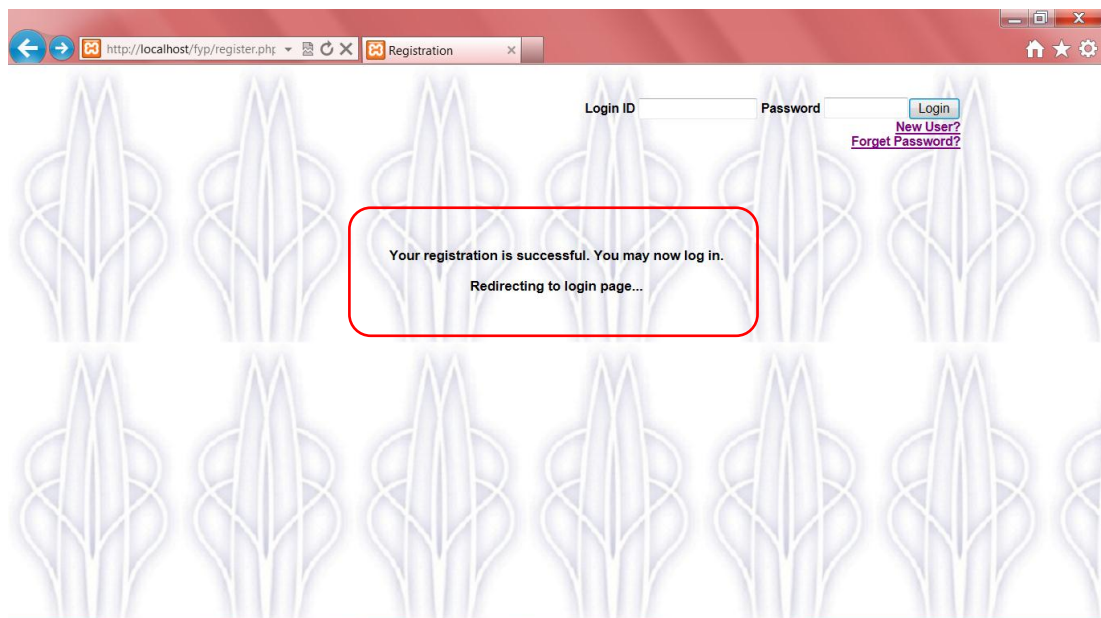 http://localhost/fyp/register.php
Registration
Login ID Password Login
New User?
Forget Password?
Your registration is successful. You may now log in.
Redirecting to login page...